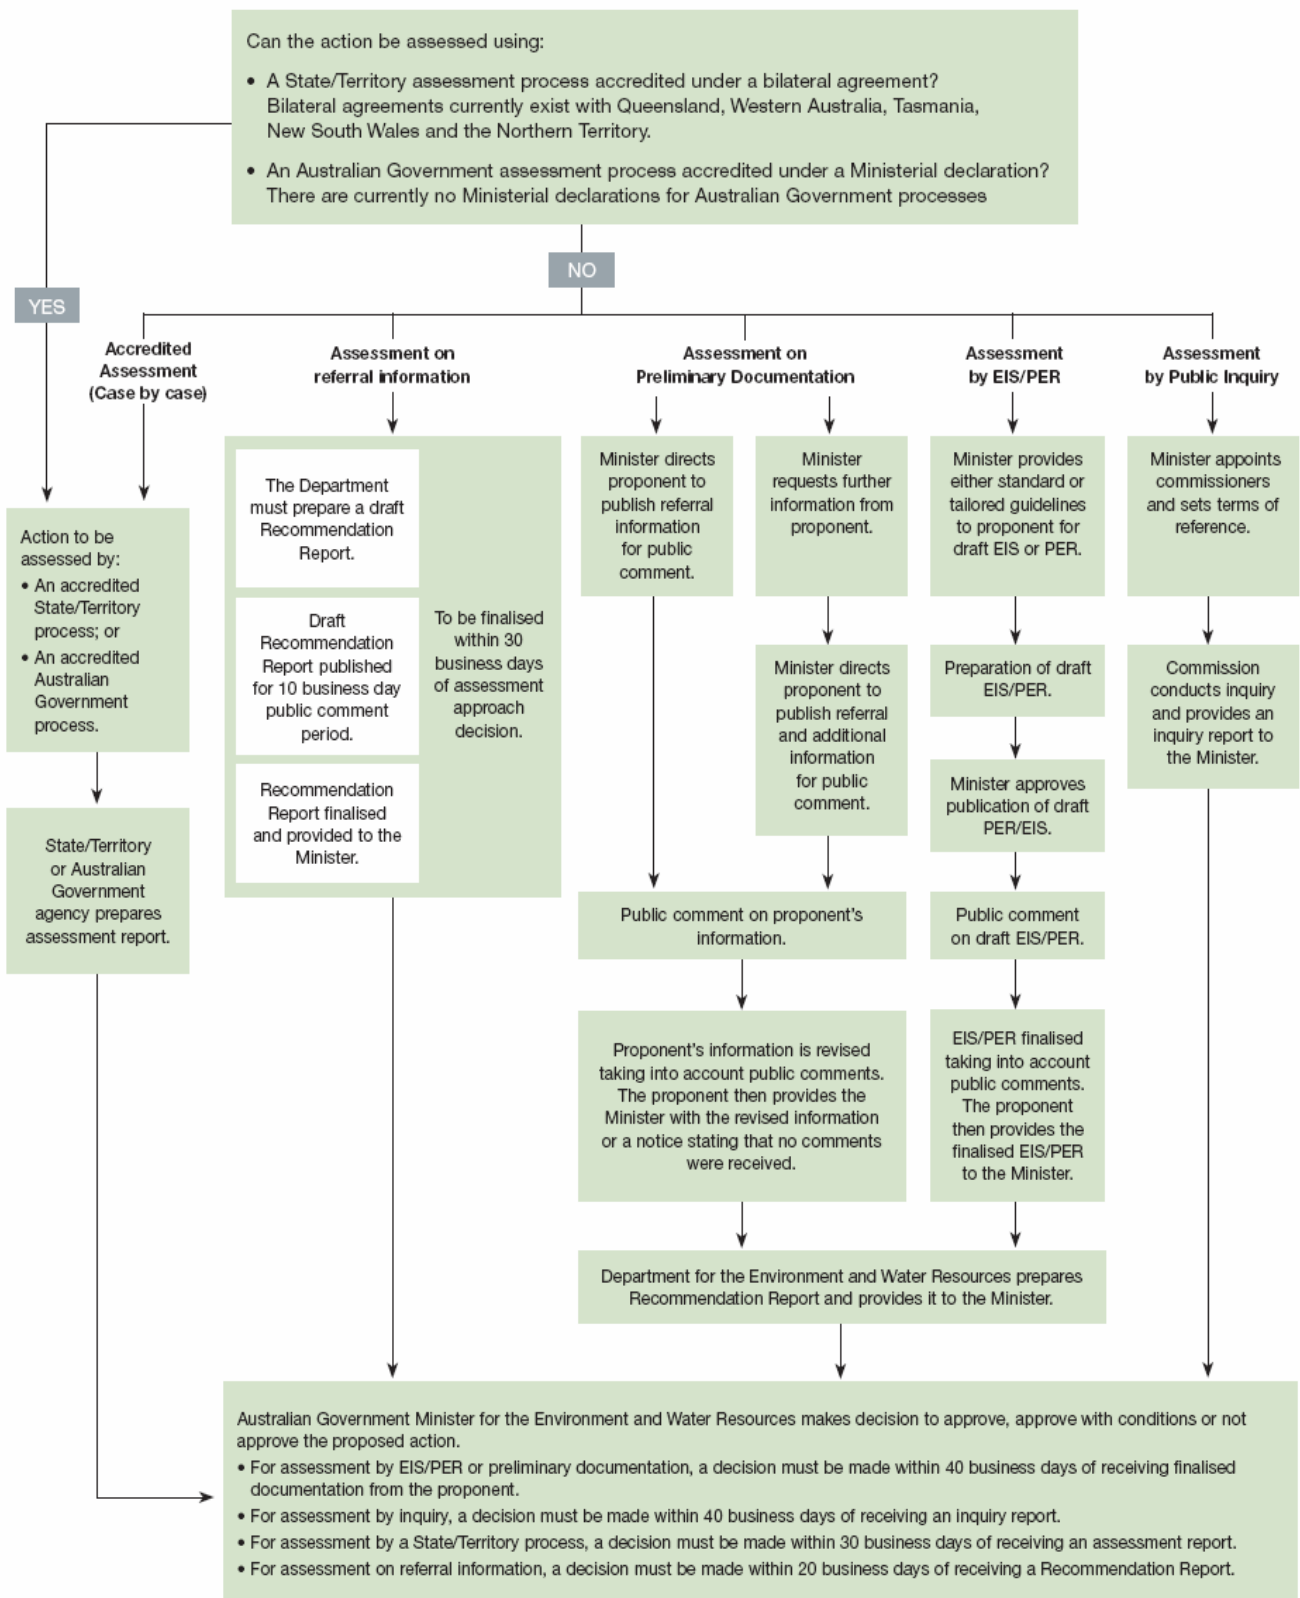 Can the action be assessed using:
• A State/Territory assessment process accredited under a bilateral agreement?
Bilateral agreements currently exist with Queensland, Western Australia, Tasmania,
New South Wales and the Northern Territory.
• An Australian Government assessment process accredited under a Ministerial declaration?
There are currently no Ministerial declarations for Australian Government processes
NO
YES
Accredited
Assessment
(Case by case)
Action to be
assessed by:
• An accredited
State/Territory
process; or
• An accredited
Australian
Government
process.
State/Territory
or Australian
Government
agency prepares
assessment report.
Assessment on
referral information
The Department
must prepare a draft
Recommendation
Report.
Draft
Recommendation
Report published
for 10 business day
public comment
period.
Recommendation
Report finalised
and provided to the
Minister.
To be finalised
within 30
business days
of assessment
approach
decision.
Assessment on
Preliminary Documentation
Minister directs
proponent to
publish referral
information
for public
comment.
Minister
requests further
information from
proponent.
Minister directs
proponent to
publish referral
and additional
information
for public
comment.
Public comment on proponent's
information.
Proponent's information is revised
taking into account public comments.
The proponent then provides the
Minister with the revised information
or a notice stating that no comments
were received.
Assessment
by EIS/PER
Minister provides
either standard or
tailored guidelines
to proponent for
draft EIS or PER.
Preparation of draft
EIS/PER.
Minister approves
publication of draft
PER/EIS.
Public comment
on draft EIS/PER.
EIS/PER finalised
taking into account
public comments.
The proponent
then provides the
finalised EIS/PER
to the Minister.
Department for the Environment and Water Resources prepares
Recommendation Report and provides it to the Minister.
Assessment
by Public Inquiry
Minister appoints
commissioners
and sets terms of
reference.
Commission
conducts inquiry
and provides an
inquiry report to
the Minister.
Australian Government Minister for the Environment and Water Resources makes decision to approve, approve with conditions or not
approve the proposed action.
• For assessment by EIS/PER or preliminary documentation, a decision must be made within 40 business days of receiving finalised
documentation from the proponent.
• For assessment by inquiry, a decision must be made within 40 business days of receiving an inquiry report.
• For assessment by a State/Territory process, a decision must be made within 30 business days of receiving an assessment report.
• For assessment on referral information, a decision must be made within 20 business days of receiving a Recommendation Report.